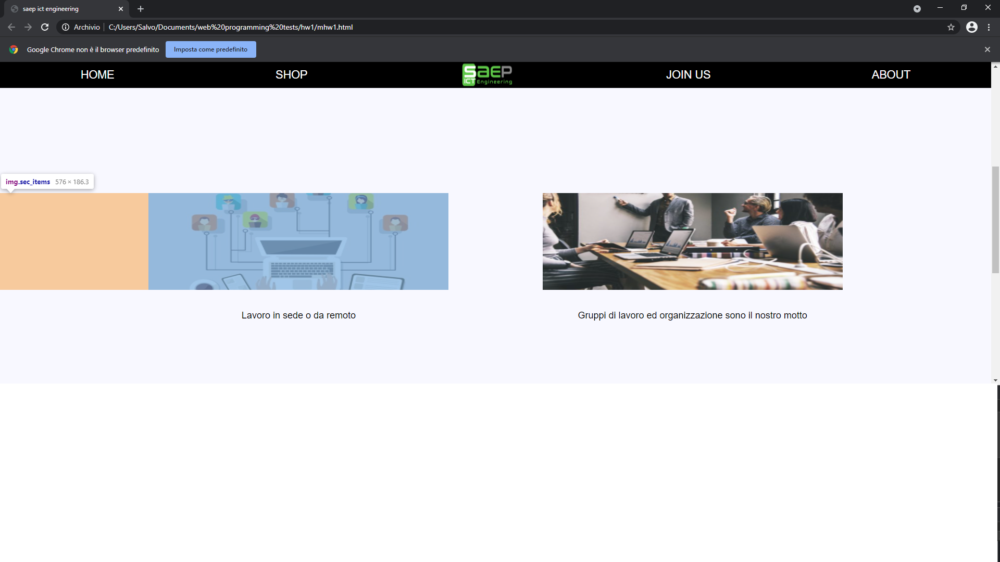 saep ict engineering
Archivio
C:/Users/Salvo/Documents/web%20programming%20tests/hw1/mhw1.html
Google Chrome non è il browser predefinito
Imposta come predefinito
HOME
SHOP
SaEP
ICT Engineering
JOIN US
ABOUT
img.sec_items 576 × 186.3
Lavoro in sede o da remoto
Gruppi di lavoro ed organizzazione sono il nostro motto